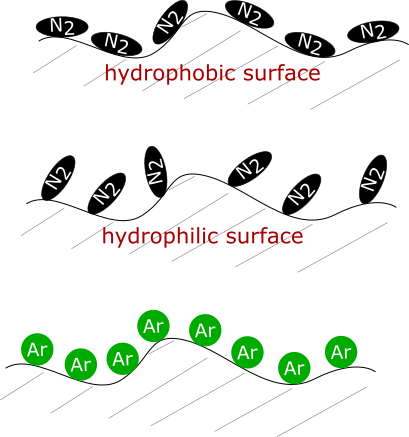 N2 N2 N2 N2 N2 N2
hydrophobic surface
N2 N2 N2 N2 N2 N2
hydrophilic surface
Ar Ar Ar Ar Ar Ar Ar Ar